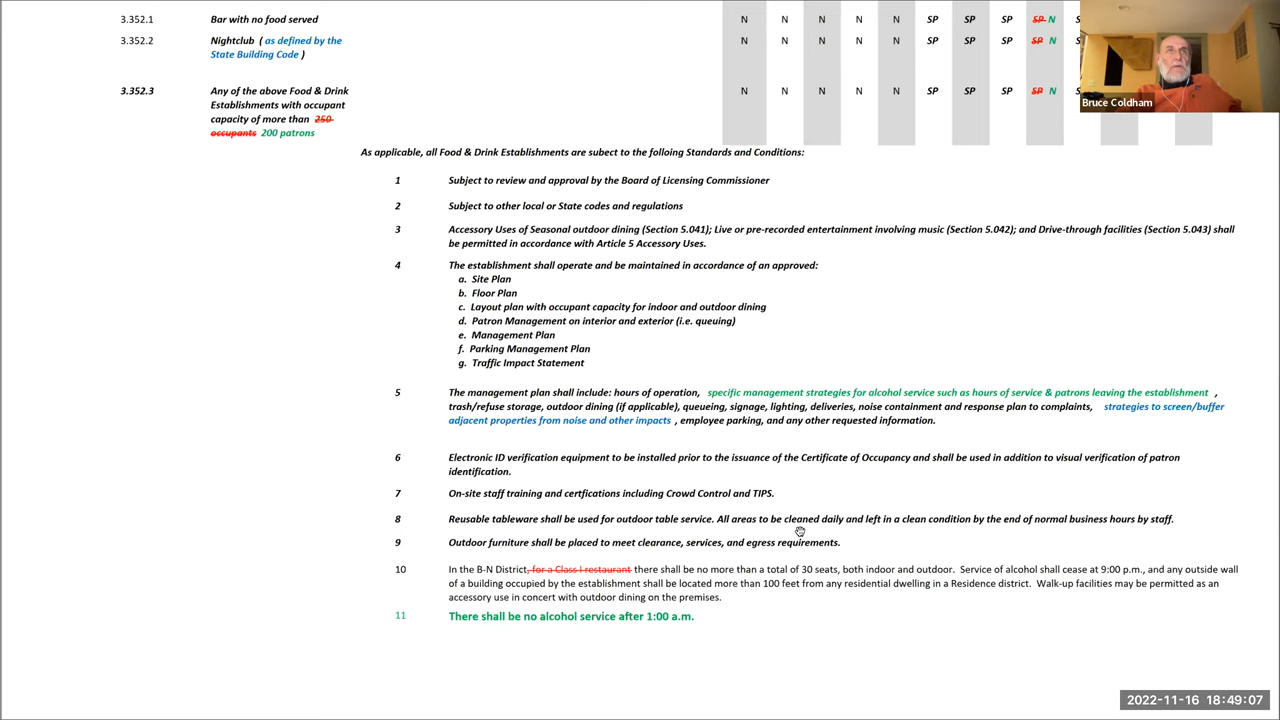 3.352.1 Bar with no food served N N N N N SP SP SP SP N
3.352.2 Nightclub ( as defined by the N N N N N SP SP SP SP N
State Building Code )
3.352.3 Any of the above Food & Drink N N N N N SP SP SP SP N
Establishments with occupant
capacity of more than 250
occupants 200 patrons
Bruce Coldham
As applicable, all Food & Drink Establishments are subect to the folloing Standards and Conditions:
1 Subject to review and approval by the Board of Licensing Commissioner
2 Subject to other local or State codes and regulations
3 Accessory Uses of Seasonal outdoor dining (Section 5.041); Live or pre-recorded entertainment involving music (Section 5.042); and Drive-through facilities (Section 5.043) shall
be permitted in accordance with Article 5 Accessory Uses.
4 The establishment shall operate and be maintained in accordance of an approved:
a. Site Plan
b. Floor Plan
c. Layout plan with occupant capacity for indoor and outdoor dining
d. Patron Management on interior and exterior (i.e. queuing)
e. Management Plan
f. Parking Management Plan
g. Traffic Impact Statement
5 The management plan shall include: hours of operation, specific management strategies for alcohol service such as hours of service & patrons leaving the establishment ,
trash/refuse storage, outdoor dining (if applicable), queueing, signage, lighting, deliveries, noise containment and response plan to complaints, strategies to screen/buffer
adjacent properties from noise and other impacts , employee parking, and any other requested information.
6 Electronic ID verification equipment to be installed prior to the issuance of the Certificate of Occupancy and shall be used in addition to visual verification of patron
identification.
7 On-site staff training and certfications including Crowd Control and TIPS.
8 Reusable tableware shall be used for outdoor table service. All areas to be cleaned daily and left in a clean condition by the end of normal business hours by staff.
9 Outdoor furniture shall be placed to meet clearance, services, and egress requirements.
10 In the B-N District, for a Class I restaurant there shall be no more than a total of 30 seats, both indoor and outdoor. Service of alcohol shall cease at 9:00 p.m., and any outside wall
of a building occupied by the establishment shall be located more than 100 feet from any residential dwelling in a Residence district. Walk-up facilities may be permitted as an
accessory use in concert with outdoor dining on the premises.
11 There shall be no alcohol service after 1:00 a.m.
2022-11-16 18:49:07